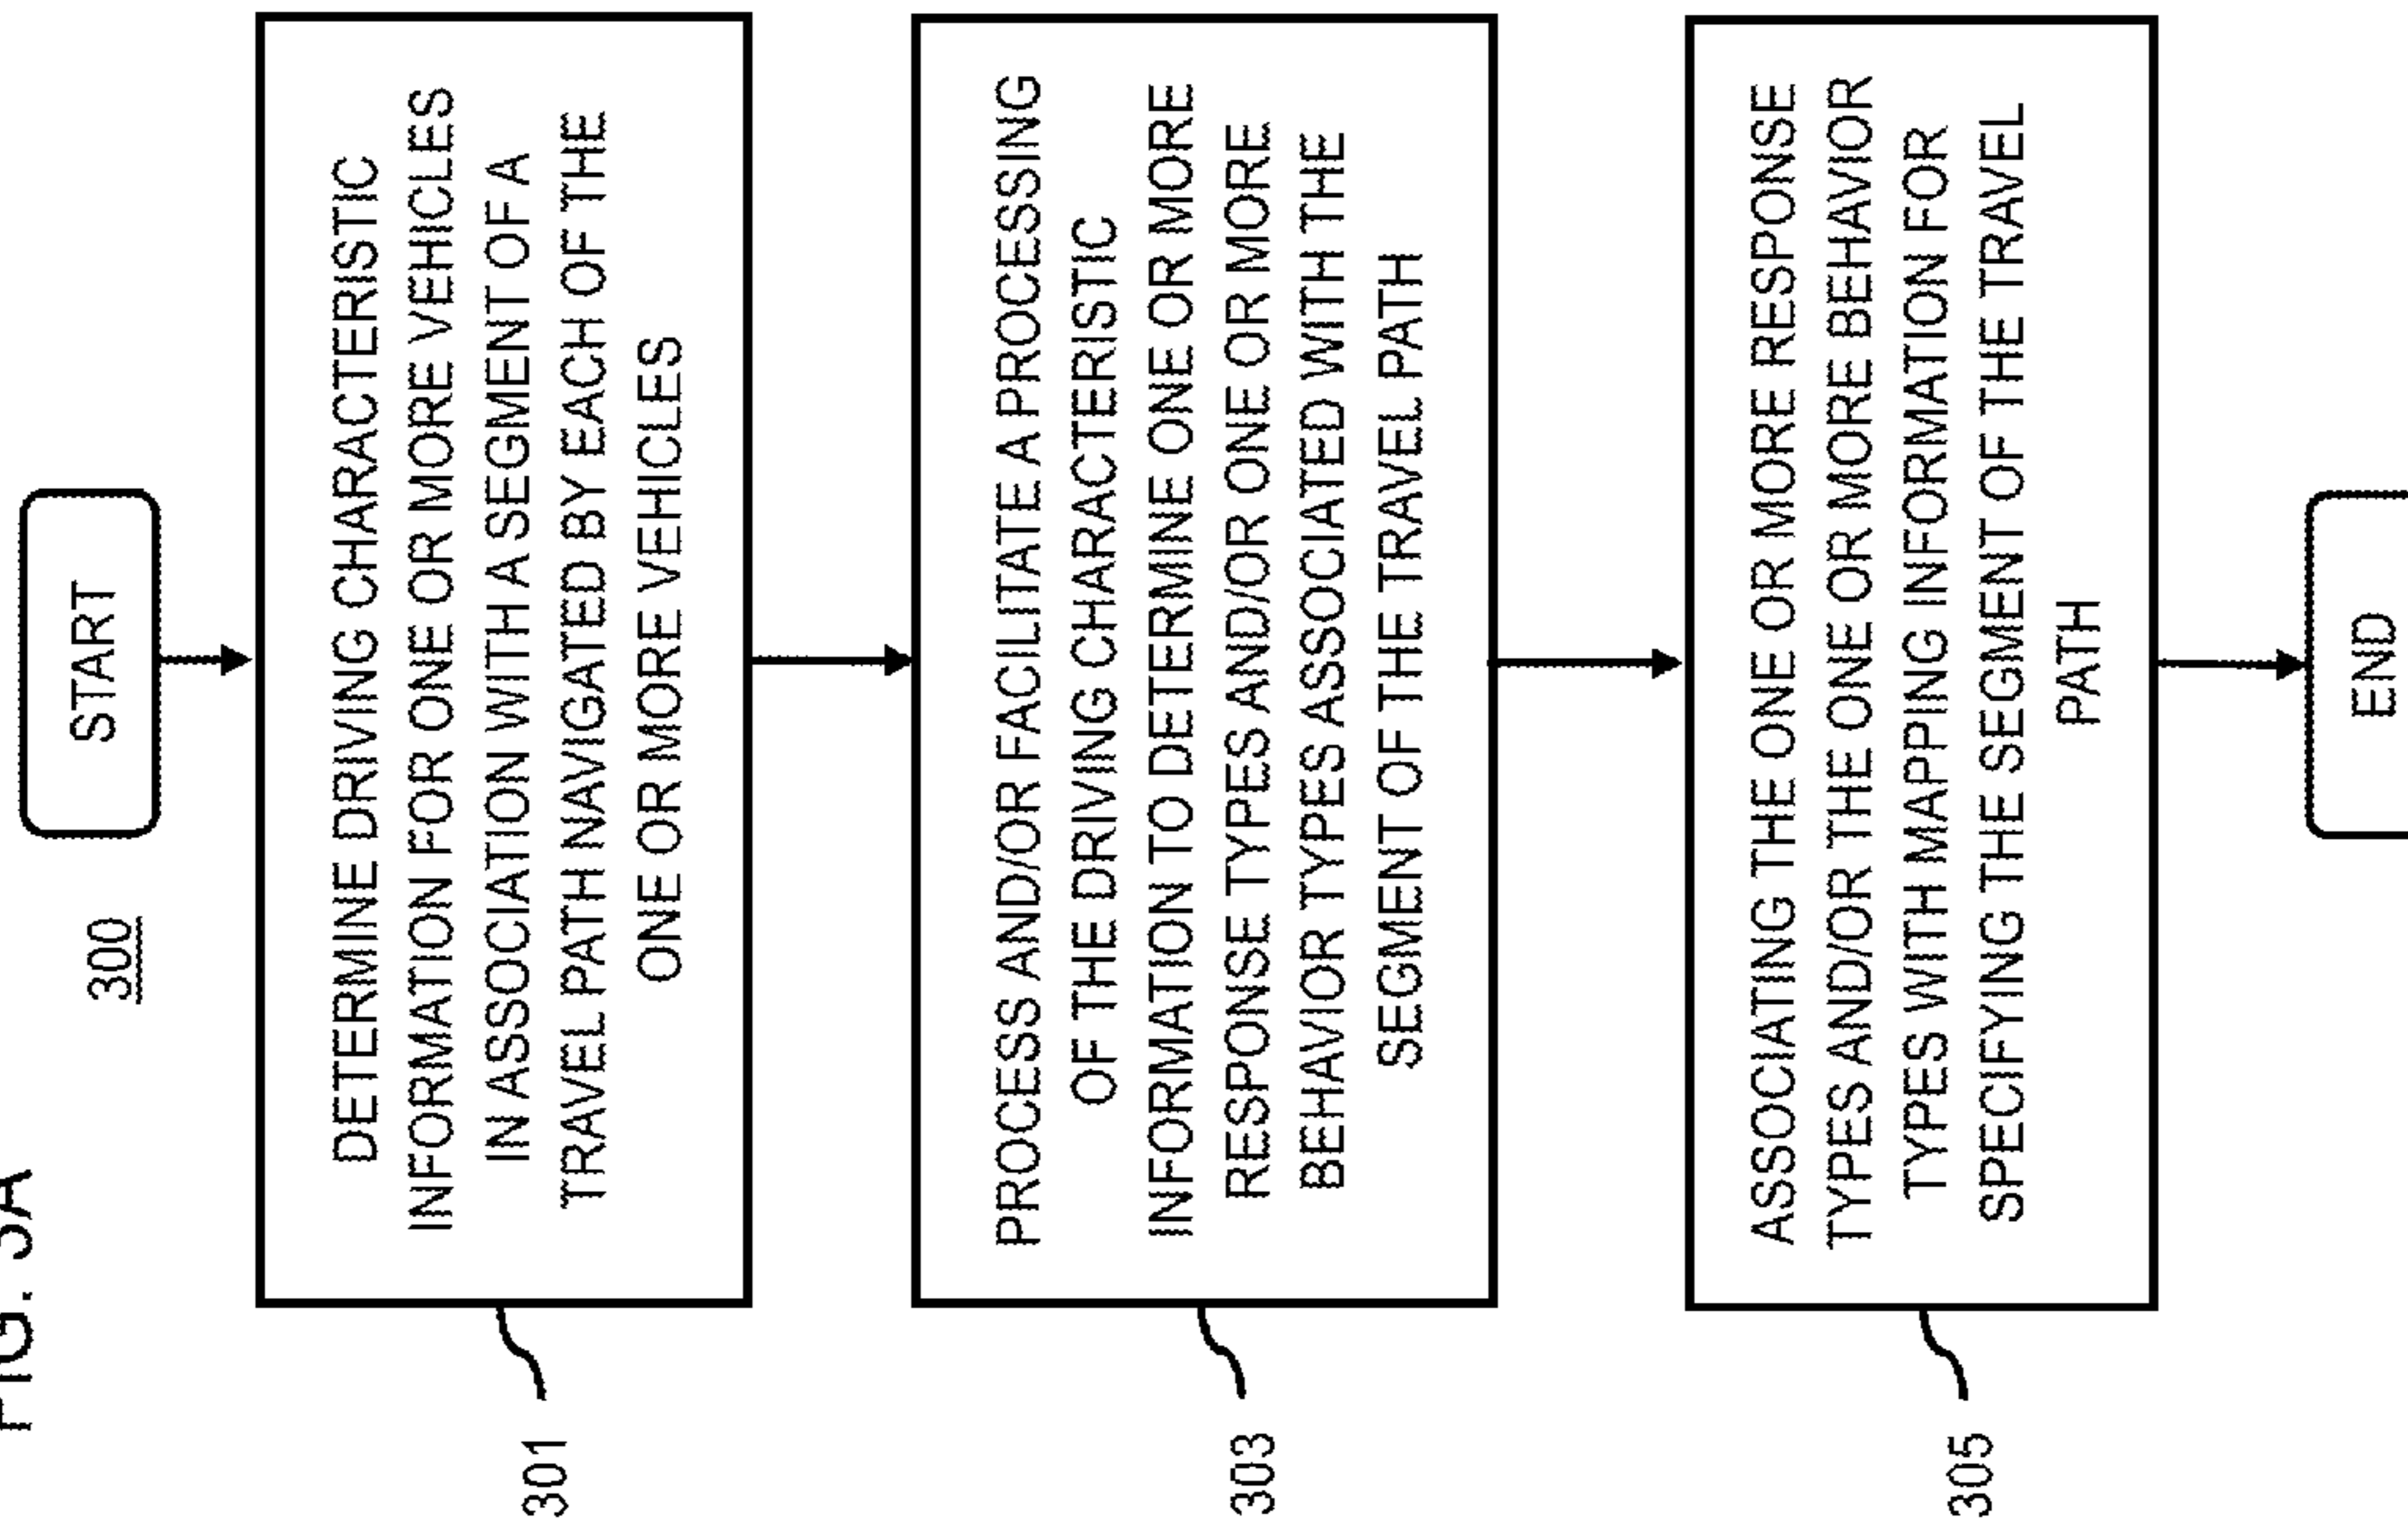 FIG. 3A
300
START
DETERMINE DRIVING CHARACTERISTIC
INFORMATION FOR ONE OR MORE VEHICLES
IN ASSOCIATION WITH A SEGMENT OF A
TRAVEL PATH NAVIGATED BY EACH OF THE
ONE OR MORE VEHICLES
301
PROCESS AND/OR FACILITATE A PROCESSING
OF THE DRIVING CHARACTERISTIC
INFORMATION TO DETERMINE ONE OR MORE
RESPONSE TYPES AND/OR ONE OR MORE
BEHAVIOR TYPES ASSOCIATED WITH THE
SEGMENT OF THE TRAVEL PATH
303
ASSOCIATING THE ONE OR MORE RESPONSE
TYPES AND/OR THE ONE OR MORE BEHAVIOR
TYPES WITH MAPPING INFORMATION FOR
SPECIFYING THE SEGMENT OF THE TRAVEL
PATH
305
END